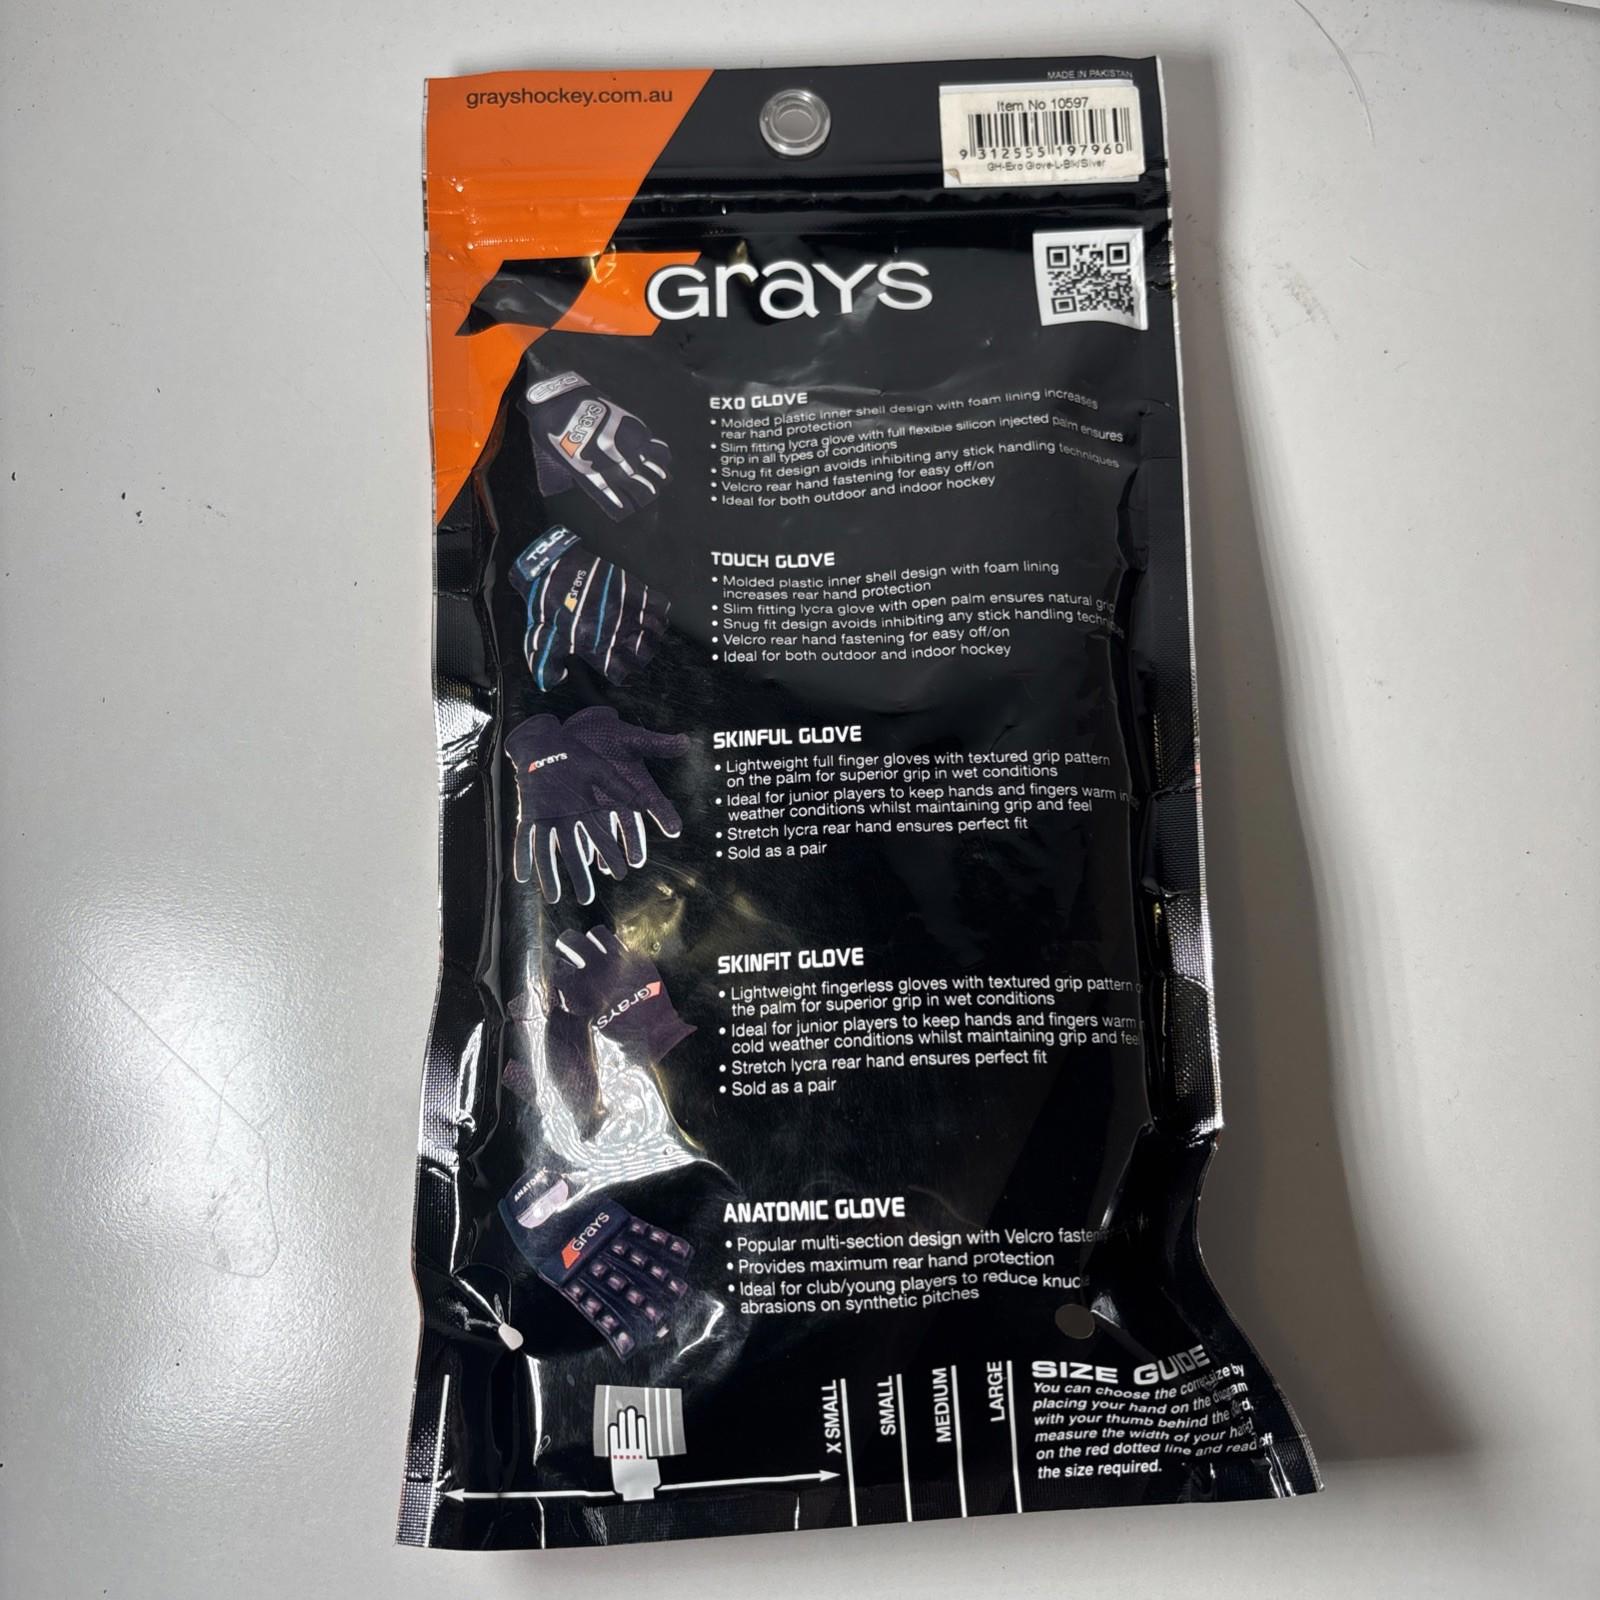 grayshockey.com.au
MADE IN PAKISTAN
Item No 10597
9 312555 197960
GH-Exo Glove-L-Blk/Silver
GRAYS
EXO
GRAYS
EXO GLOVE
• Molded plastic inner shell design with foam lining increases
rear hand protection
• Slim fitting lycra glove with full flexible silicon injected palm ensures
grip in all types of conditions
• Snug fit design avoids inhibiting any stick handling techniques
• Velcro rear hand fastening for easy off/on
• Ideal for both outdoor and indoor hockey
TOUCH
GRAYS
TOUCH GLOVE
• Molded plastic inner shell design with foam lining
increases rear hand protection
• Slim fitting lycra glove with open palm ensures natural grip
• Snug fit design avoids inhibiting any stick handling
• Velcro rear hand fastening for easy off/on
• Ideal for both outdoor and indoor hockey
GRAYS
SKINFUL GLOVE
• Lightweight full finger gloves with textured grip pattern
on the palm for superior grip in wet conditions
• Ideal for junior players to keep hands and fingers warm in
weather conditions whilst maintaining grip and feel
• Stretch lycra rear hand ensures perfect fit
• Sold as a pair
GRAYS
SKINFIT GLOVE
• Lightweight fingerless gloves with textured grip pattern
the palm for superior grip in wet conditions
• Ideal for junior players to keep hands and fingers warm
cold weather conditions whilst maintaining grip and feel
• Stretch lycra rear hand ensures perfect fit
• Sold as a pair
ANATOMIC
GRAYS
ANATOMIC GLOVE
• Popular multi-section design with Velcro
• Provides maximum rear hand protection
• Ideal for club/young players to reduce
abrasions on synthetic pitches
X SMALL
SMALL
MEDIUM
LARGE
SIZE GUIDE
You can choose the correct size by
placing your hand on the diagram
with your thumb behind the card,
measure the width of your hand
on the red dotted line and read off
the size required.